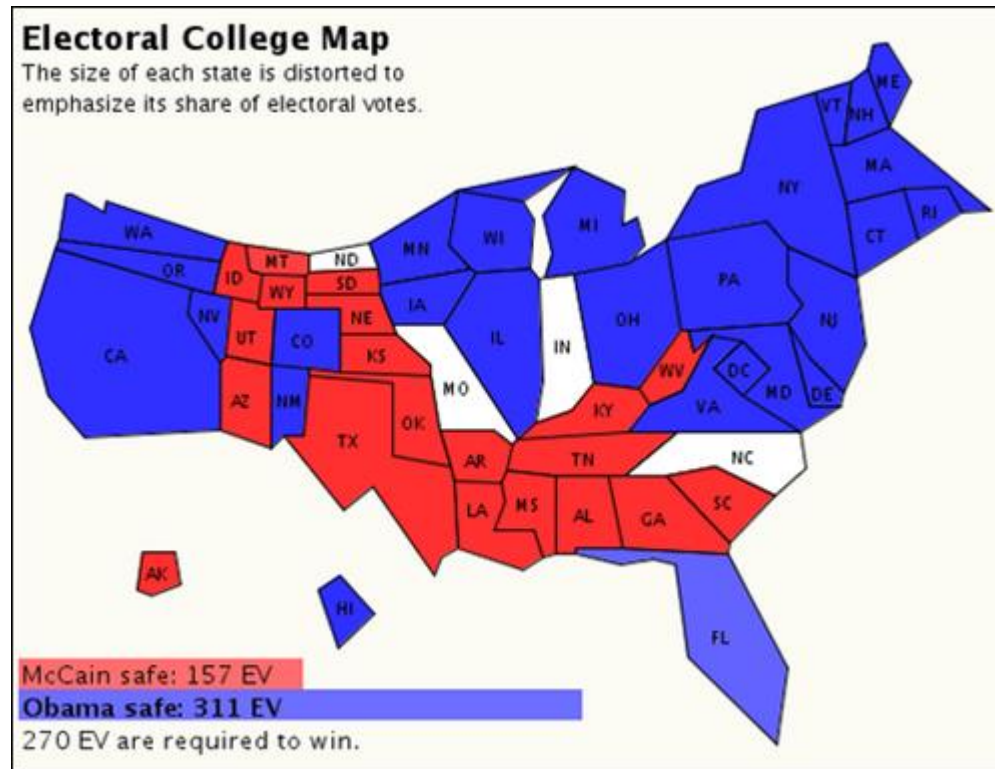 Electoral College Map
The size of each state is distorted to
emphasize its share of electoral votes.
ME
VT
NH
MA
NY
RI
CT
WA
MN
WI
MI
ND
MT
OR
ID
SD
WY
PA
IA
NE
NV
OH
NJ
IL
UT
CO
IN
CA
KS
DC
WV
MO
MD
DE
AZ
NM
VA
KY
OK
TX
NC
TN
AR
SC
MS
LA
AL
GA
AK
HI
FL
McCain safe: 157 EV
Obama safe: 311 EV
270 EV are required to win.